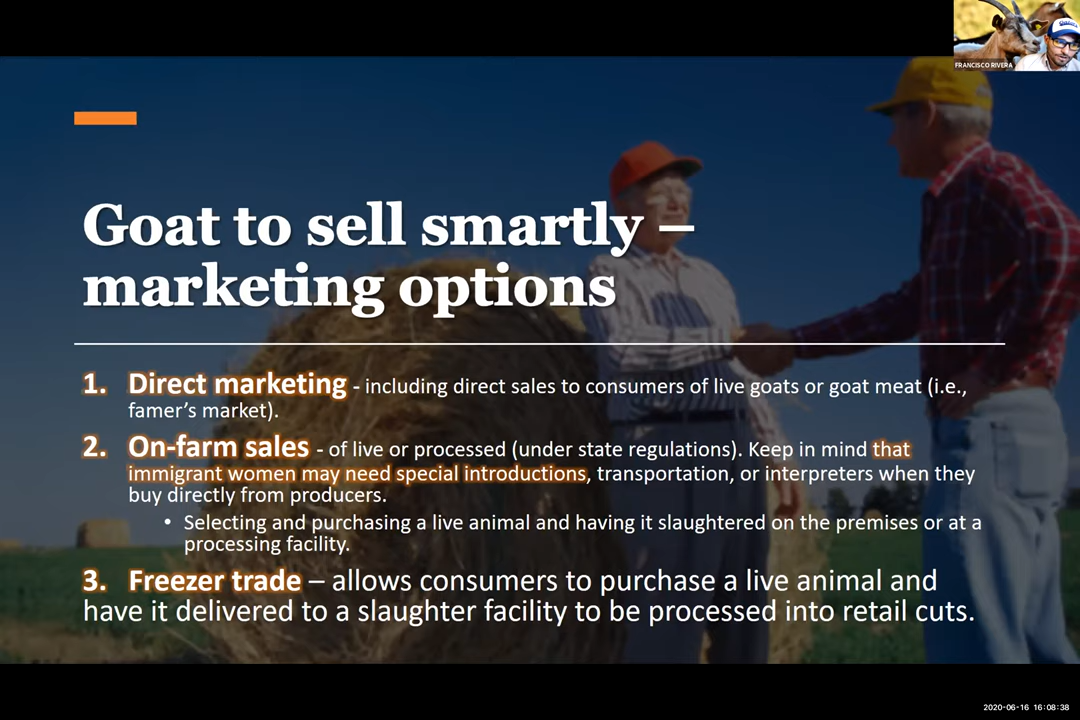 FRANCISCO RIVERA
Goat to sell smartly –
marketing options
1. Direct marketing - including direct sales to consumers of live goats or goat meat (i.e.,
famer's market).
2. On-farm sales - of live or processed (under state regulations). Keep in mind that
immigrant women may need special introductions, transportation, or interpreters when they
buy directly from producers.
• Selecting and purchasing a live animal and having it slaughtered on the premises or at a
processing facility.
3. Freezer trade – allows consumers to purchase a live animal and
have it delivered to a slaughter facility to be processed into retail cuts.
2020-06-16 16:08:38